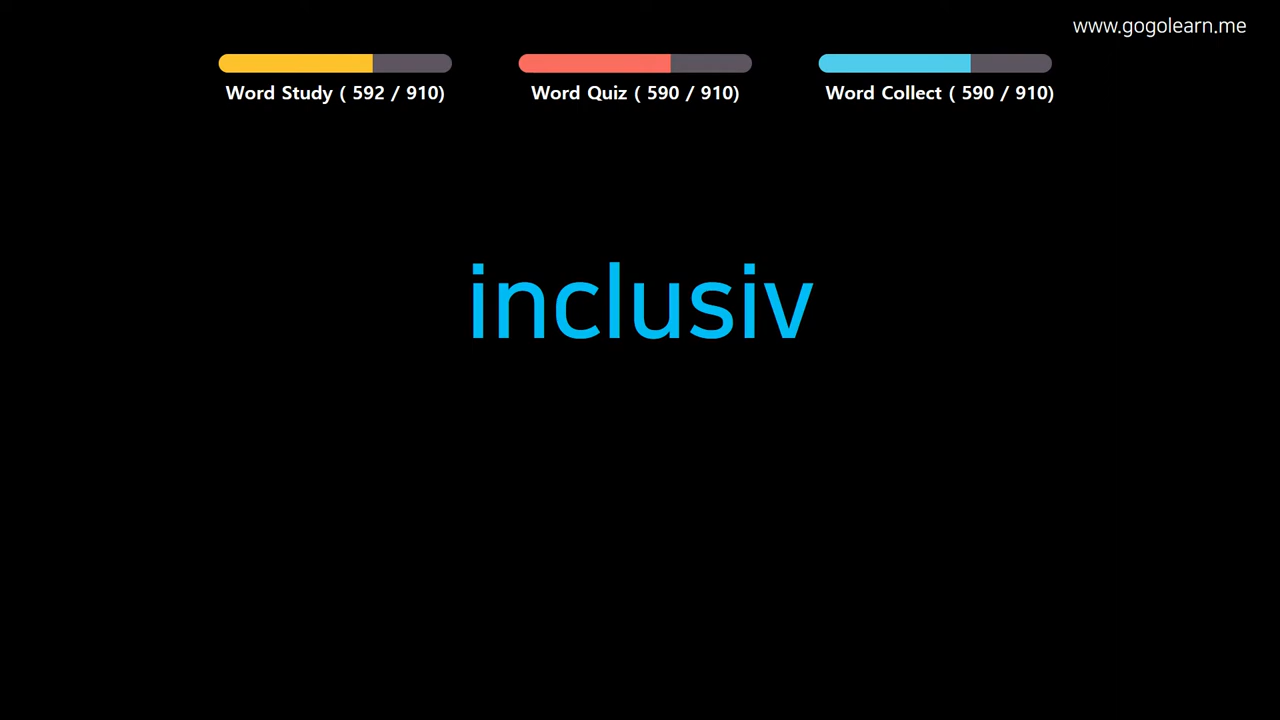 www.gogolearn.me
Word Study ( 592 / 910)
Word Quiz ( 590 / 910)
Word Collect ( 590 / 910)
inclusiv